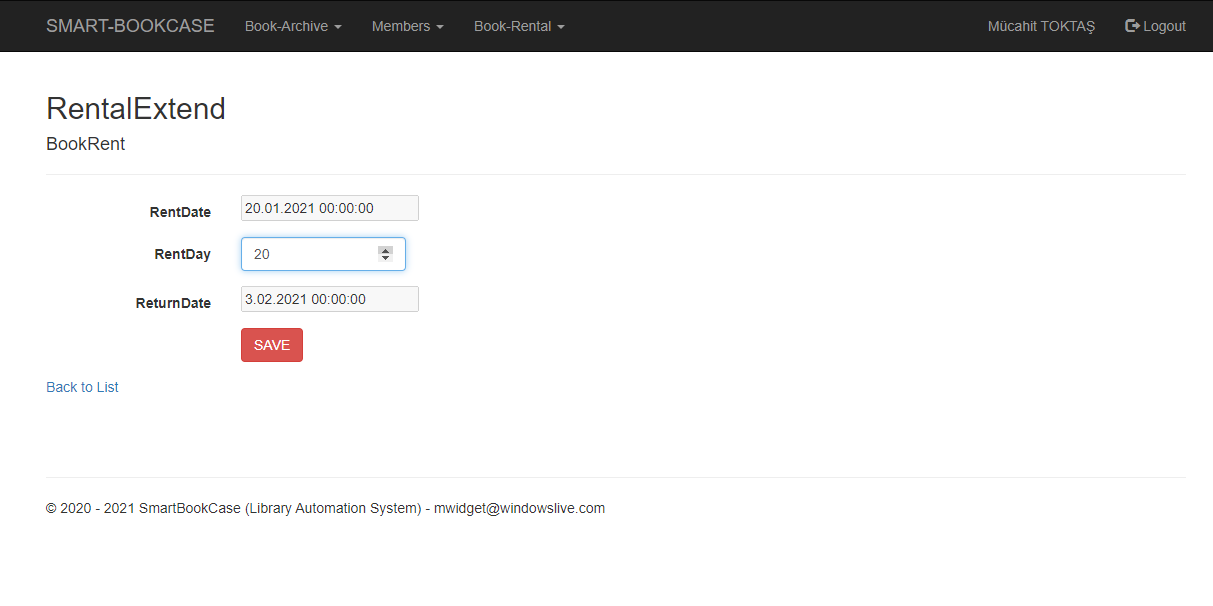 SMART-BOOKCASE Book-Archive Members Book-Rental Mücahit TOKTAŞ Logout
RentalExtend
BookRent
RentDate 20.01.2021 00:00:00
RentDay 20
ReturnDate 3.02.2021 00:00:00
SAVE
Back to List
© 2020 - 2021 SmartBookCase (Library Automation System) - mwidget@windowslive.com